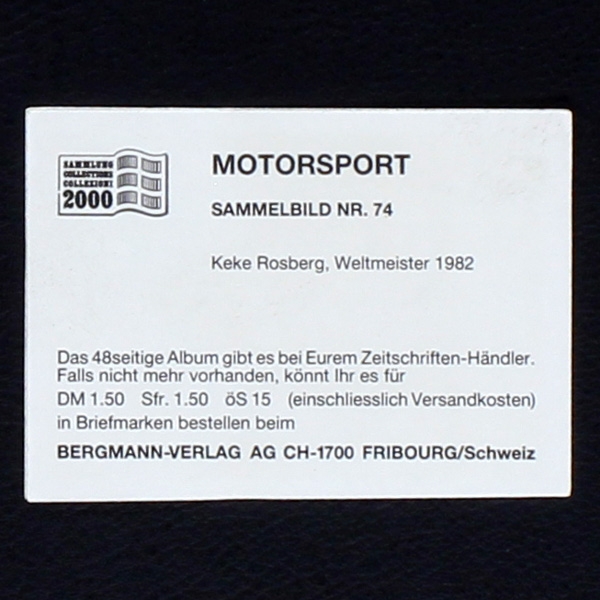 SAMMLUNG
COLLECTIONS
COLLEZIONI
2000
MOTORSPORT
SAMMELBILD NR. 74
Keke Rosberg, Weltmeister 1982
Das 48seitige Album gibt es bei Eurem Zeitschriften-Händler.
Falls nicht mehr vorhanden, könnt Ihr es für
DM 1.50 Sfr. 1.50 öS 15 (einschliesslich Versandkosten)
in Briefmarken bestellen beim
BERGMANN-VERLAG AG CH-1700 FRIBOURG/Schweiz